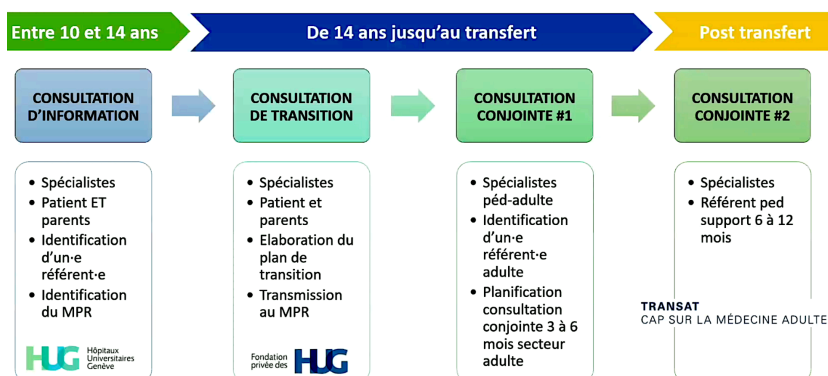 Entre 10 et 14 ans
De 14 ans jusqu'au transfert
Post transfert
CONSULTATION
D'INFORMATION
CONSULTATION
DE TRANSITION
CONSULTATION
CONJOINTE #1
CONSULTATION
CONJOINTE #2
• Spécialistes
• Patient ET
parents
• Identification
d'un·e
référent·e
• Identification
du MPR
• Spécialistes
• Patient et
parents
• Elaboration du
plan de
transition
• Transmission
au MPR
• Spécialistes
péd-adulte
• Identification
d'un·e
référent·e
adulte
• Planification
consultation
conjointe 3 à 6
mois secteur
adulte
• Spécialistes
• Référent ped
support 6 à 12
mois
TRANSAT
CAP SUR LA MÉDECINE ADULTE
HUG
Hôpitaux
Universitaires
Genève
Fondation
privée des
HUG